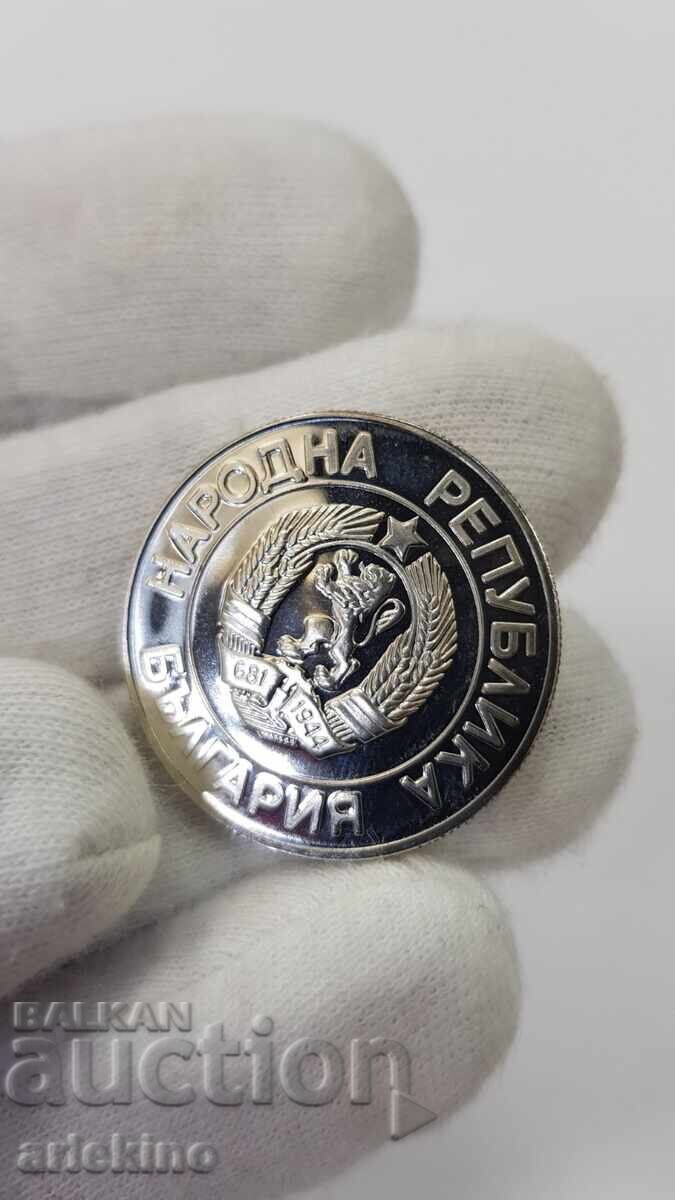 НАРОДНА РЕПУБЛИКА
БЪЛГАРИЯ
681
1944
BALKAN
auction
arlekino